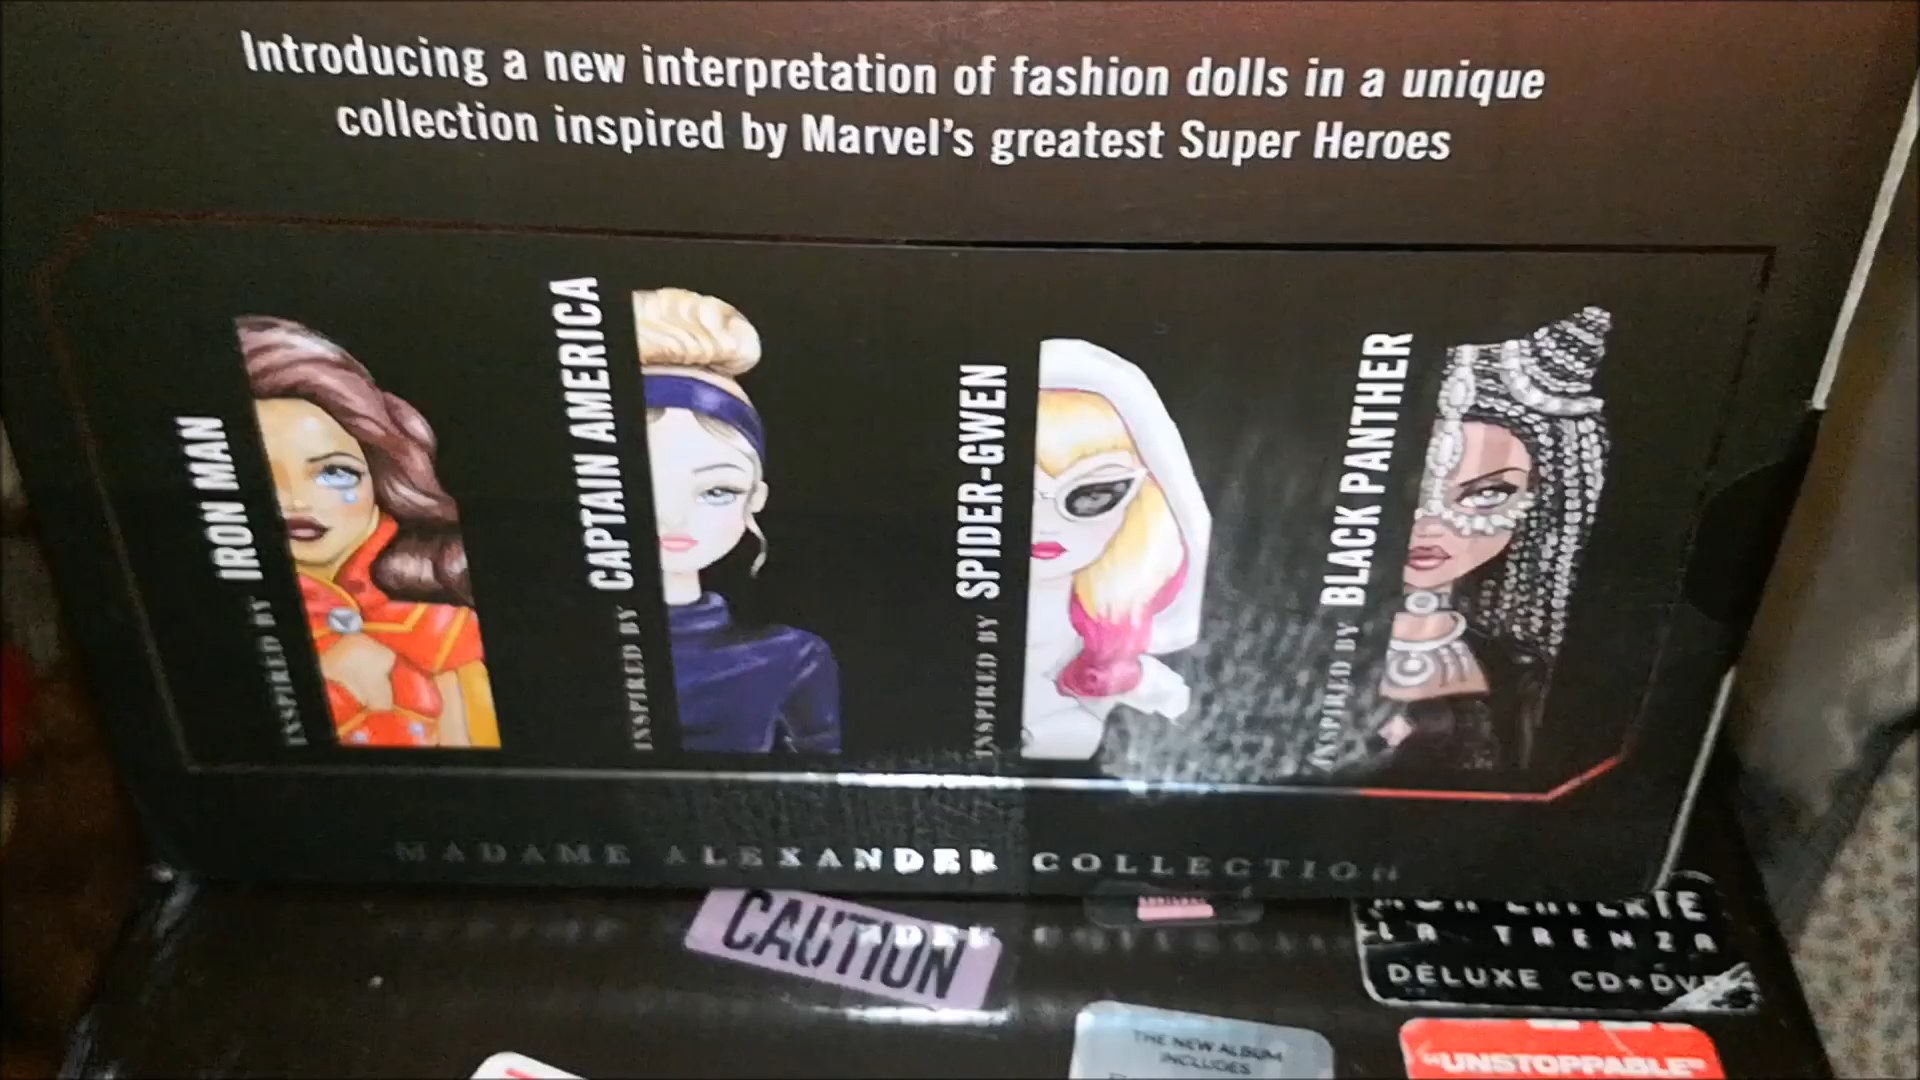 Introducing a new interpretation of fashion dolls in a unique
collection inspired by Marvel's greatest Super Heroes
INSPIRED BY IRON MAN
INSPIRED BY CAPTAIN AMERICA
INSPIRED BY SPIDER-GWEN
INSPIRED BY BLACK PANTHER
MADAME ALEXANDER COLLECTION
CAUTION
LA TRENZA
DELUXE CD+DVD
THE NEW ALBUM
INCLUDES
"UNSTOPPABLE"